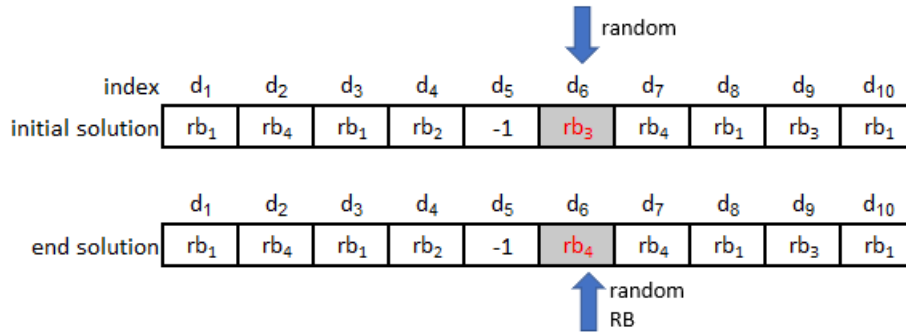 random
index d1 d2 d3 d4 d5 d6 d7 d8 d9 d10
initial solution rb1 rb4 rb1 rb2 -1 rb3 rb4 rb1 rb3 rb1
d1 d2 d3 d4 d5 d6 d7 d8 d9 d10
end solution rb1 rb4 rb1 rb2 -1 rb4 rb4 rb1 rb3 rb1
random
RB